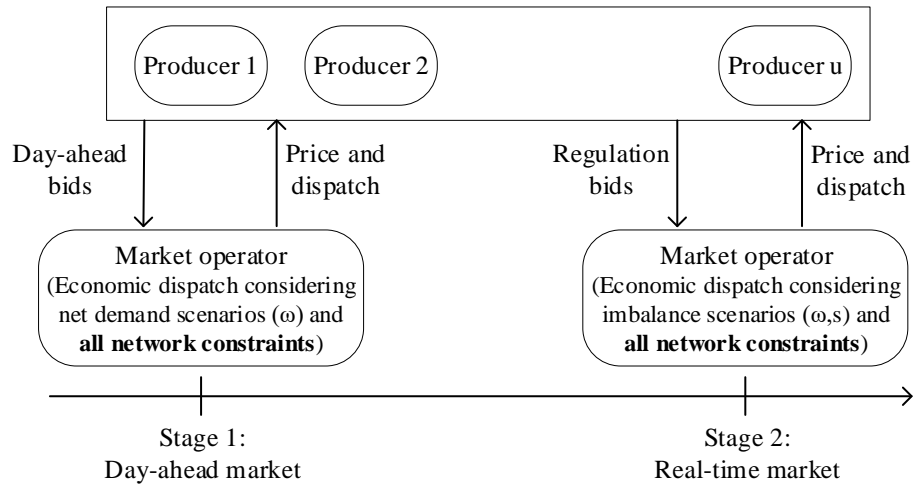 Producer 1
Producer 2
Producer u
Day-ahead
bids
Price and
dispatch
Regulation
bids
Price and
dispatch
Market operator
(Economic dispatch considering
net demand scenarios (ω) and
all network constraints)
Market operator
(Economic dispatch considering
imbalance scenarios (ω,s) and
all network constraints)
Stage 1:
Day-ahead market
Stage 2:
Real-time market